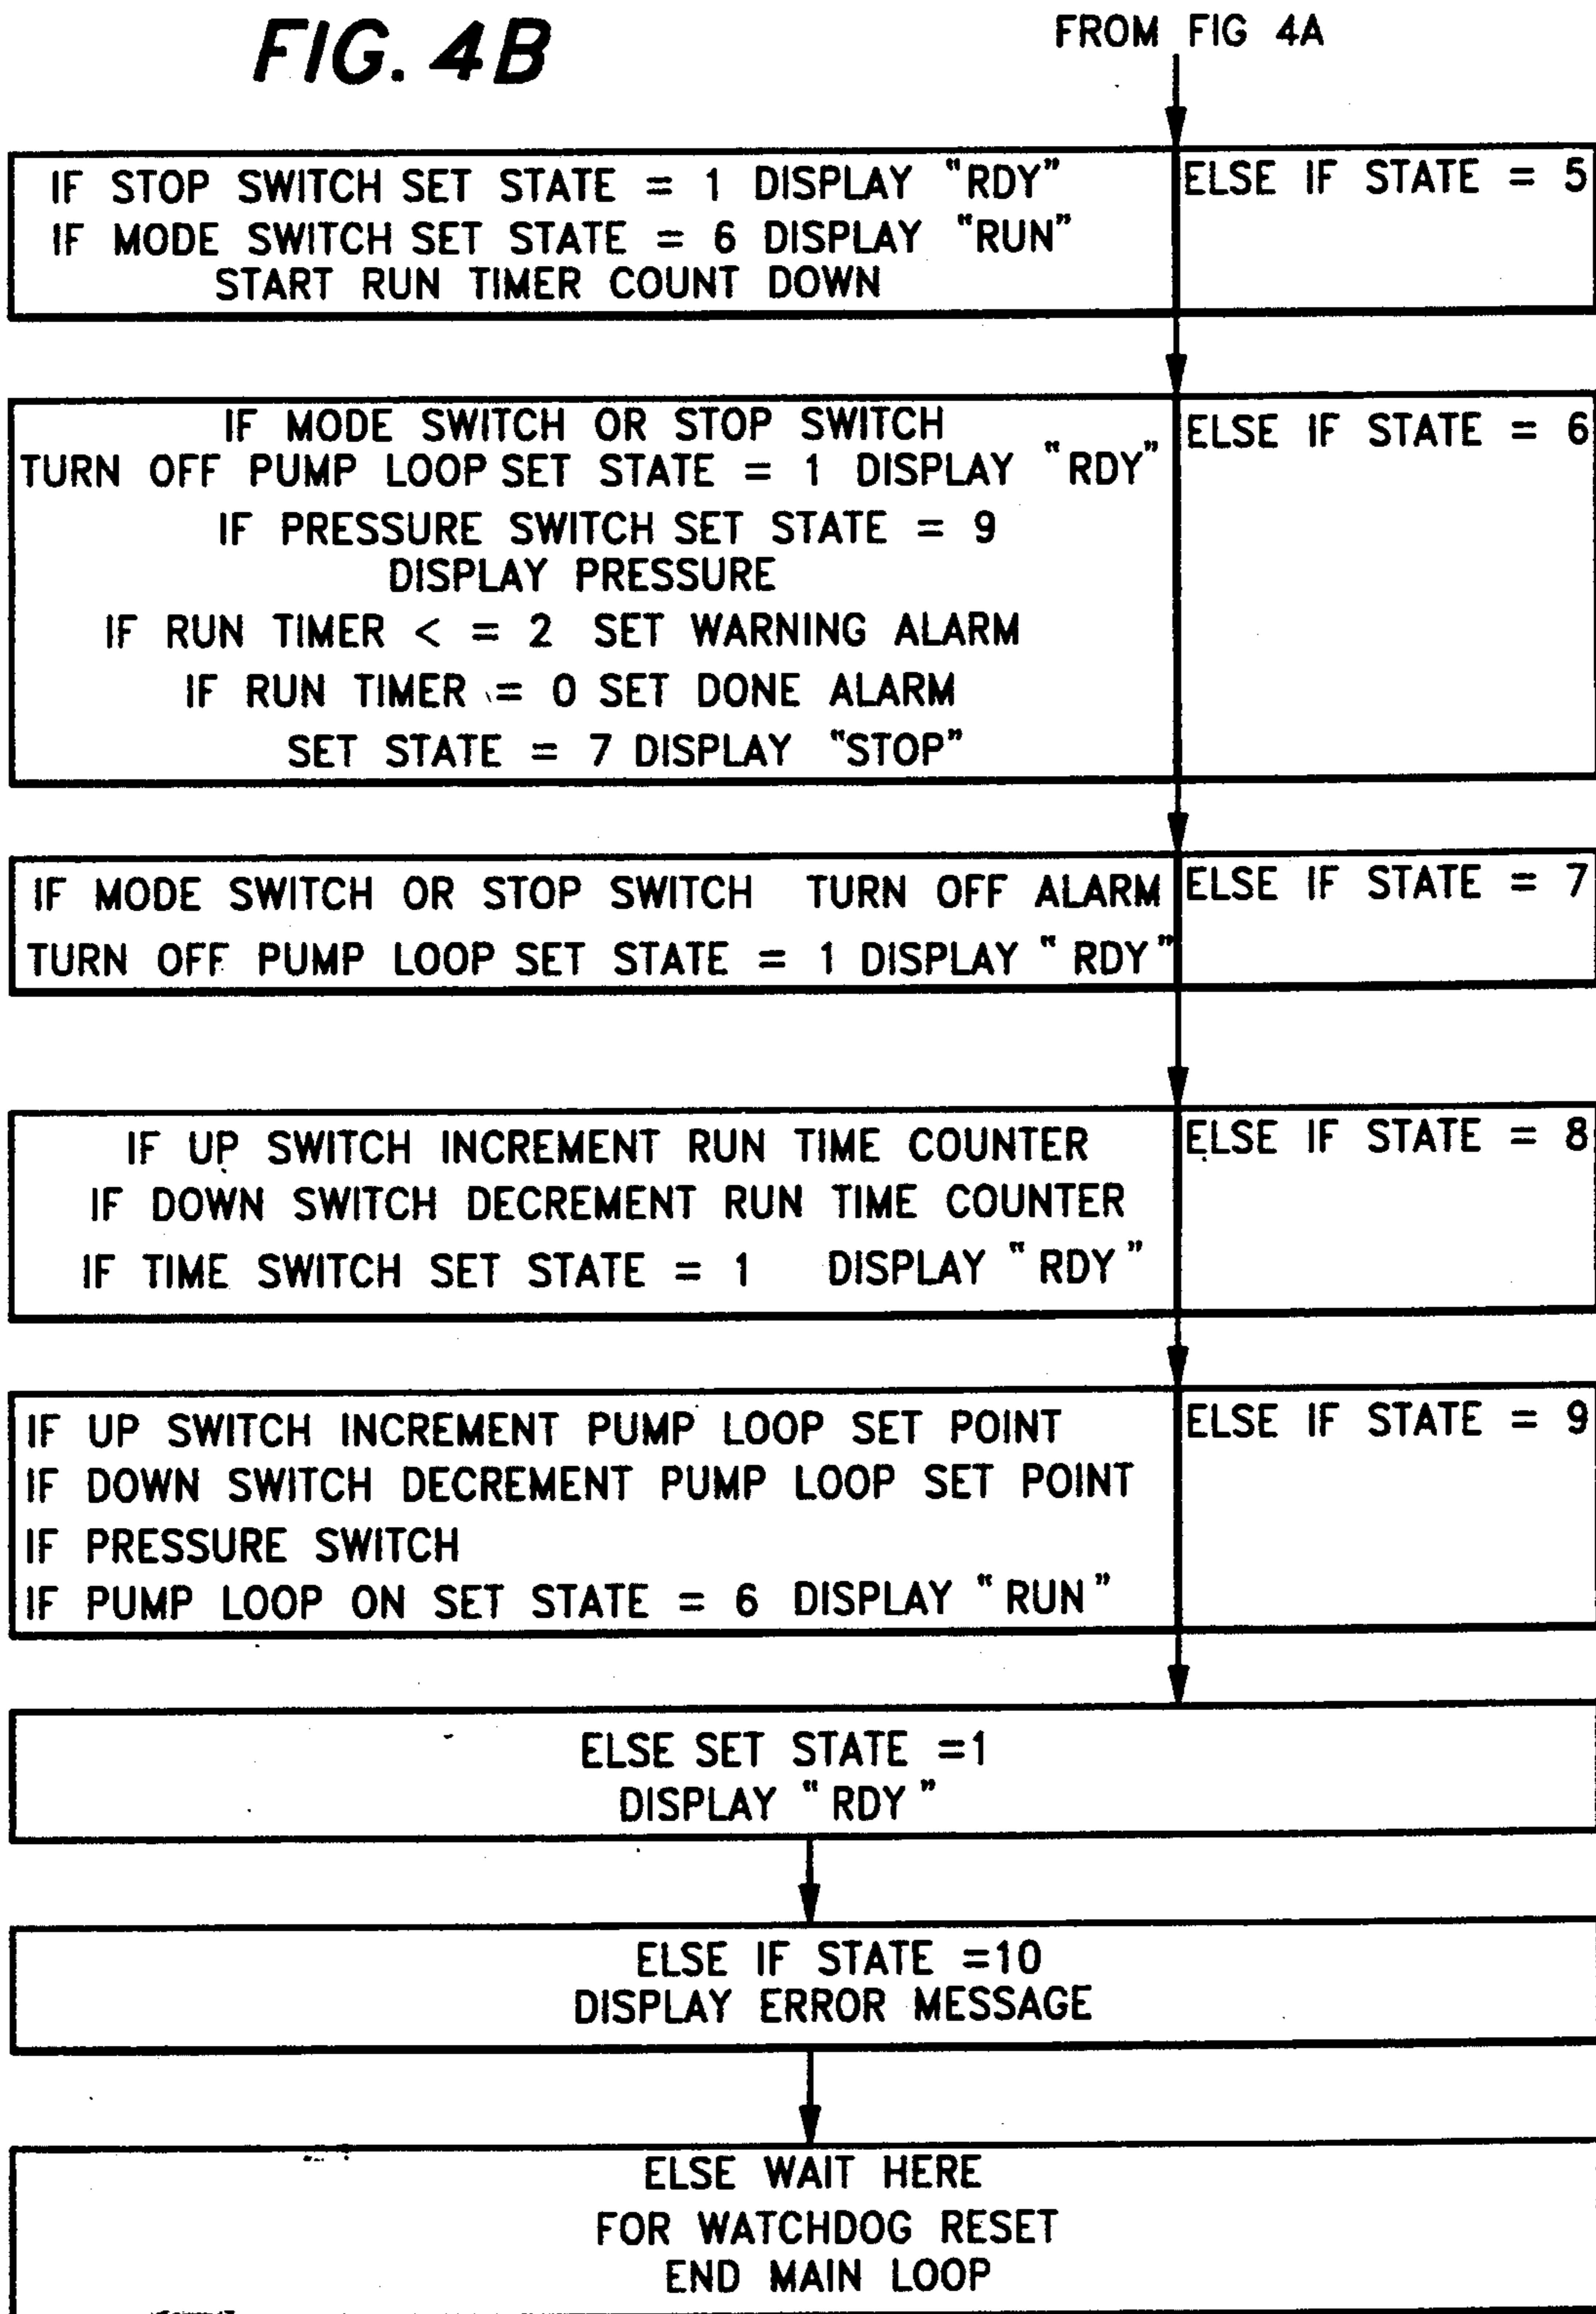 FIG. 4B
FROM FIG 4A
IF STOP SWITCH SET STATE = 1 DISPLAY "RDY"
IF MODE SWITCH SET STATE = 6 DISPLAY "RUN"
START RUN TIMER COUNT DOWN
ELSE IF STATE = 5
IF MODE SWITCH OR STOP SWITCH
TURN OFF PUMP LOOP SET STATE = 1 DISPLAY "RDY"
IF PRESSURE SWITCH SET STATE = 9
DISPLAY PRESSURE
IF RUN TIMER < = 2 SET WARNING ALARM
IF RUN TIMER = 0 SET DONE ALARM
SET STATE = 7 DISPLAY "STOP"
ELSE IF STATE = 6
IF MODE SWITCH OR STOP SWITCH TURN OFF ALARM
TURN OFF PUMP LOOP SET STATE = 1 DISPLAY "RDY"
ELSE IF STATE = 7
IF UP SWITCH INCREMENT RUN TIME COUNTER
IF DOWN SWITCH DECREMENT RUN TIME COUNTER
IF TIME SWITCH SET STATE = 1 DISPLAY "RDY"
ELSE IF STATE = 8
IF UP SWITCH INCREMENT PUMP LOOP SET POINT
IF DOWN SWITCH DECREMENT PUMP LOOP SET POINT
IF PRESSURE SWITCH
IF PUMP LOOP ON SET STATE = 6 DISPLAY "RUN"
ELSE IF STATE = 9
ELSE SET STATE =1
DISPLAY "RDY"
ELSE IF STATE =10
DISPLAY ERROR MESSAGE
ELSE WAIT HERE
FOR WATCHDOG RESET
END MAIN LOOP